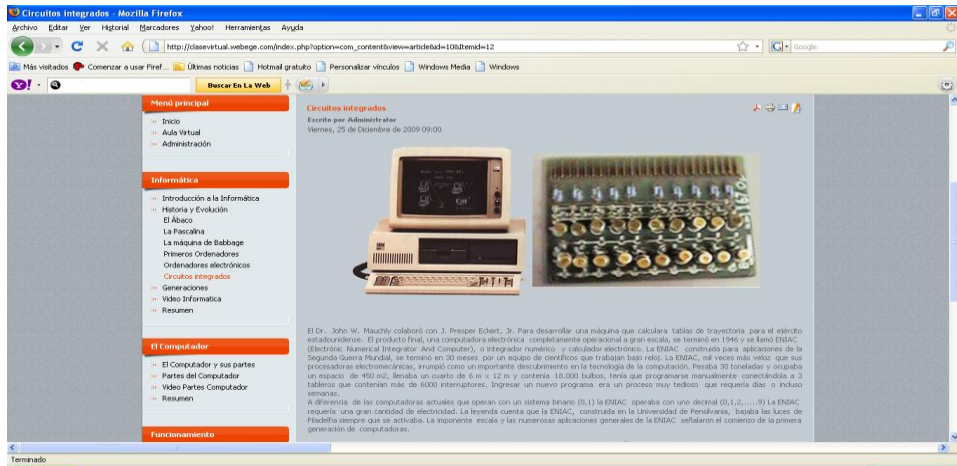 Circuitos integrados - Mozilla Firefox
Archivo Editar Ver Historial Marcadores Yahoo! Herramientas Ayuda
http://clasevirtual.webege.com/index.php?option=com_content&view=article&id=10&Itemid=12
Google
Más visitados Comenzar a usar Firef... Últimas noticias Hotmail gratuito Personalizar vínculos Windows Media Windows
Y! Buscar En La Web
Menú principal
Inicio
Aula Virtual
Administración
Informática
Introducción a la Informática
Historia y Evolución
El Ábaco
La Pascalina
La máquina de Babbage
Primeros Ordenadores
Ordenadores electrónicos
Circuitos integrados
Generaciones
Video Informatica
Resumen
El Computador
El Computador y sus partes
Partes del Computador
Video Partes Computador
Resumen
Funcionamiento
Circuitos integrados
Escrito por Administrator
Viernes, 25 de Diciembre de 2009 09:00
El Dr. John W. Mauchly colaboró con J. Presper Eckert, Jr. Para desarrollar una máquina que calculara tablas de trayectoria para el ejército
estadounidense. El producto final, una computadora electrónica completamente operacional a gran escala, se terminó en 1946 y se llamó ENIAC
(Electronic Numerical Integrator And Computer), o integrador numérico y calculador electrónico. La ENIAC construida para aplicaciones de la
Segunda Guerra Mundial, se terminó en 30 meses por un equipo de científicos que trabajan bajo reloj. La ENIAC, mil veces más veloz que sus
procesadoras electromecánicas, irrumpió como un importante descubrimiento en la tecnología de la computación. Pesaba 30 toneladas y ocupaba
un espacio de 450 m2, llenaba un cuarto de 6 m x 12 m y contenía 18.000 bulbos, tenía que programarse manualmente conectándola a 3
tableros que contenían más de 6000 interruptores. Ingresar un nuevo programa era un proceso muy tedioso que requería días o incluso
semanas.
A diferencia de las computadoras actuales que operan con un sistema binario (0,1) la ENIAC operaba con uno decimal (0,1,2,.....9) La ENIAC
requería una gran cantidad de electricidad. La leyenda cuenta que la ENIAC, construida en la Universidad de Pensilvania, bajaba las luces de
Filadelfia siempre que se activaba. La imponente escala y las numerosas aplicaciones generales de la ENIAC señalaron el comienzo de la primera
generación de computadoras.
Terminado